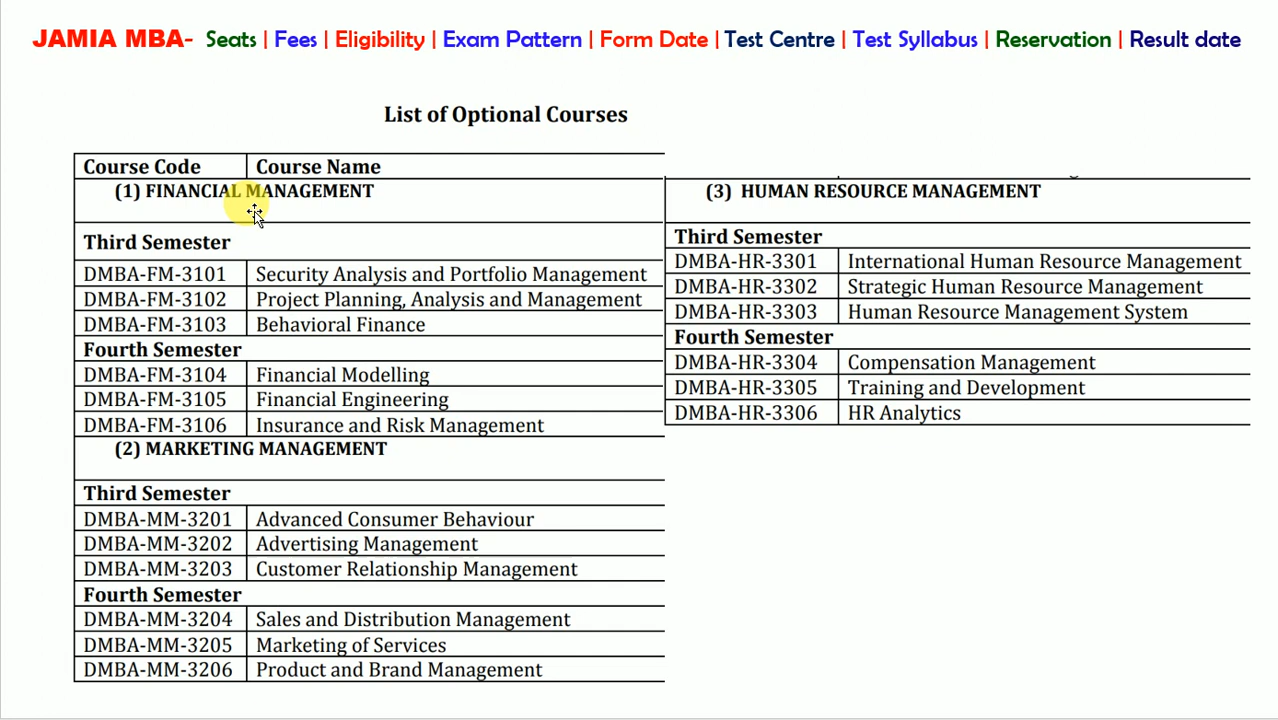 JAMIA MBA- Seats | Fees | Eligibility | Exam Pattern | Form Date | Test Centre | Test Syllabus | Reservation | Result date
List of Optional Courses
Course Code Course Name
(1) FINANCIAL MANAGEMENT
Third Semester
DMBA-FM-3101 Security Analysis and Portfolio Management
DMBA-FM-3102 Project Planning, Analysis and Management
DMBA-FM-3103 Behavioral Finance
Fourth Semester
DMBA-FM-3104 Financial Modelling
DMBA-FM-3105 Financial Engineering
DMBA-FM-3106 Insurance and Risk Management
(2) MARKETING MANAGEMENT
Third Semester
DMBA-MM-3201 Advanced Consumer Behaviour
DMBA-MM-3202 Advertising Management
DMBA-MM-3203 Customer Relationship Management
Fourth Semester
DMBA-MM-3204 Sales and Distribution Management
DMBA-MM-3205 Marketing of Services
DMBA-MM-3206 Product and Brand Management
(3) HUMAN RESOURCE MANAGEMENT
Third Semester
DMBA-HR-3301 International Human Resource Management
DMBA-HR-3302 Strategic Human Resource Management
DMBA-HR-3303 Human Resource Management System
Fourth Semester
DMBA-HR-3304 Compensation Management
DMBA-HR-3305 Training and Development
DMBA-HR-3306 HR Analytics